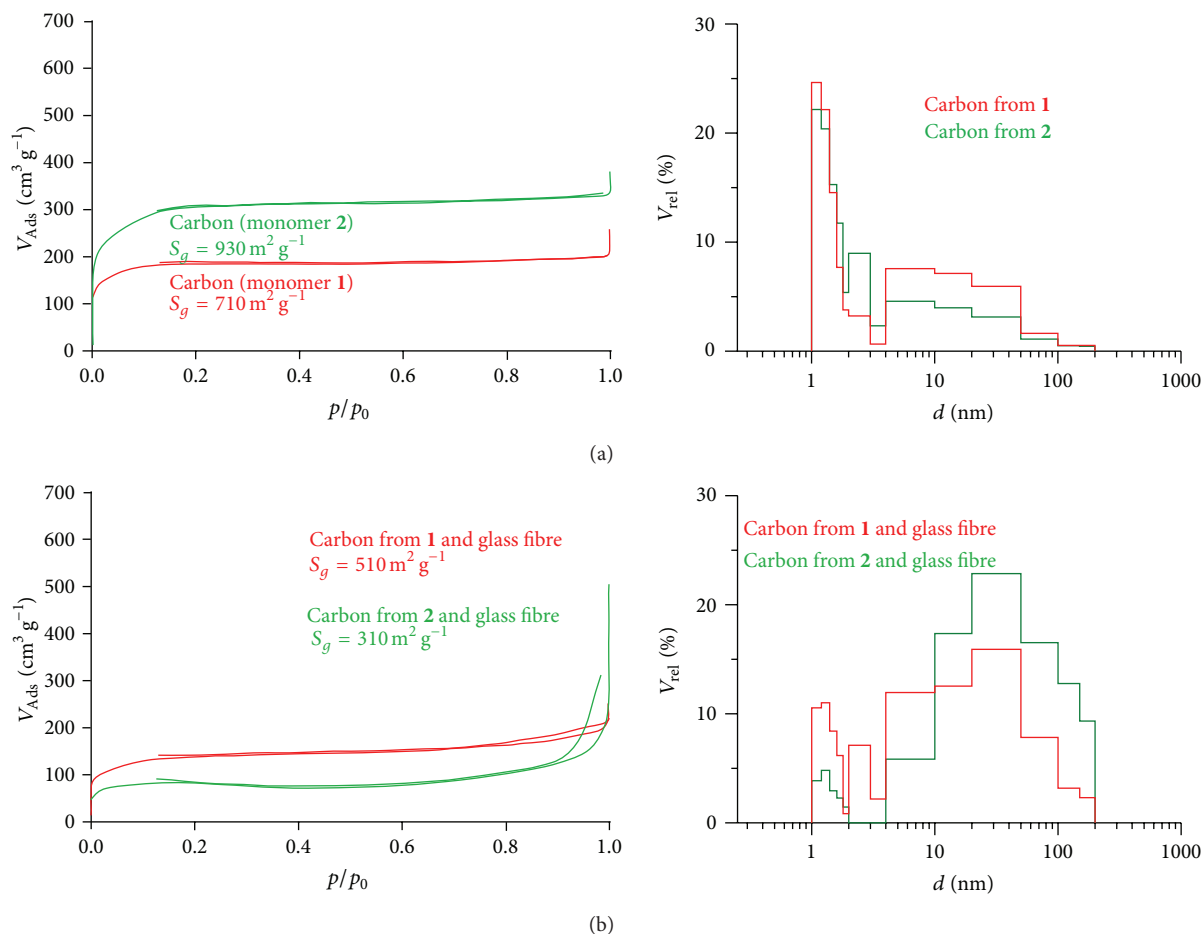 700
600
500
400
300
200
100
0
V_Ads (cm³ g⁻¹)
Carbon (monomer 2)
S_g = 930 m² g⁻¹
Carbon (monomer 1)
S_g = 710 m² g⁻¹
0.0 0.2 0.4 0.6 0.8 1.0
p/p₀
30
20
10
0
V_rel (%)
Carbon from 1
Carbon from 2
1 10 100 1000
d (nm)
(a)
700
600
500
400
300
200
100
0
V_Ads (cm³ g⁻¹)
Carbon from 1 and glass fibre
S_g = 510 m² g⁻¹
Carbon from 2 and glass fibre
S_g = 310 m² g⁻¹
0.0 0.2 0.4 0.6 0.8 1.0
p/p₀
30
20
10
0
V_rel (%)
Carbon from 1 and glass fibre
Carbon from 2 and glass fibre
1 10 100 1000
d (nm)
(b)